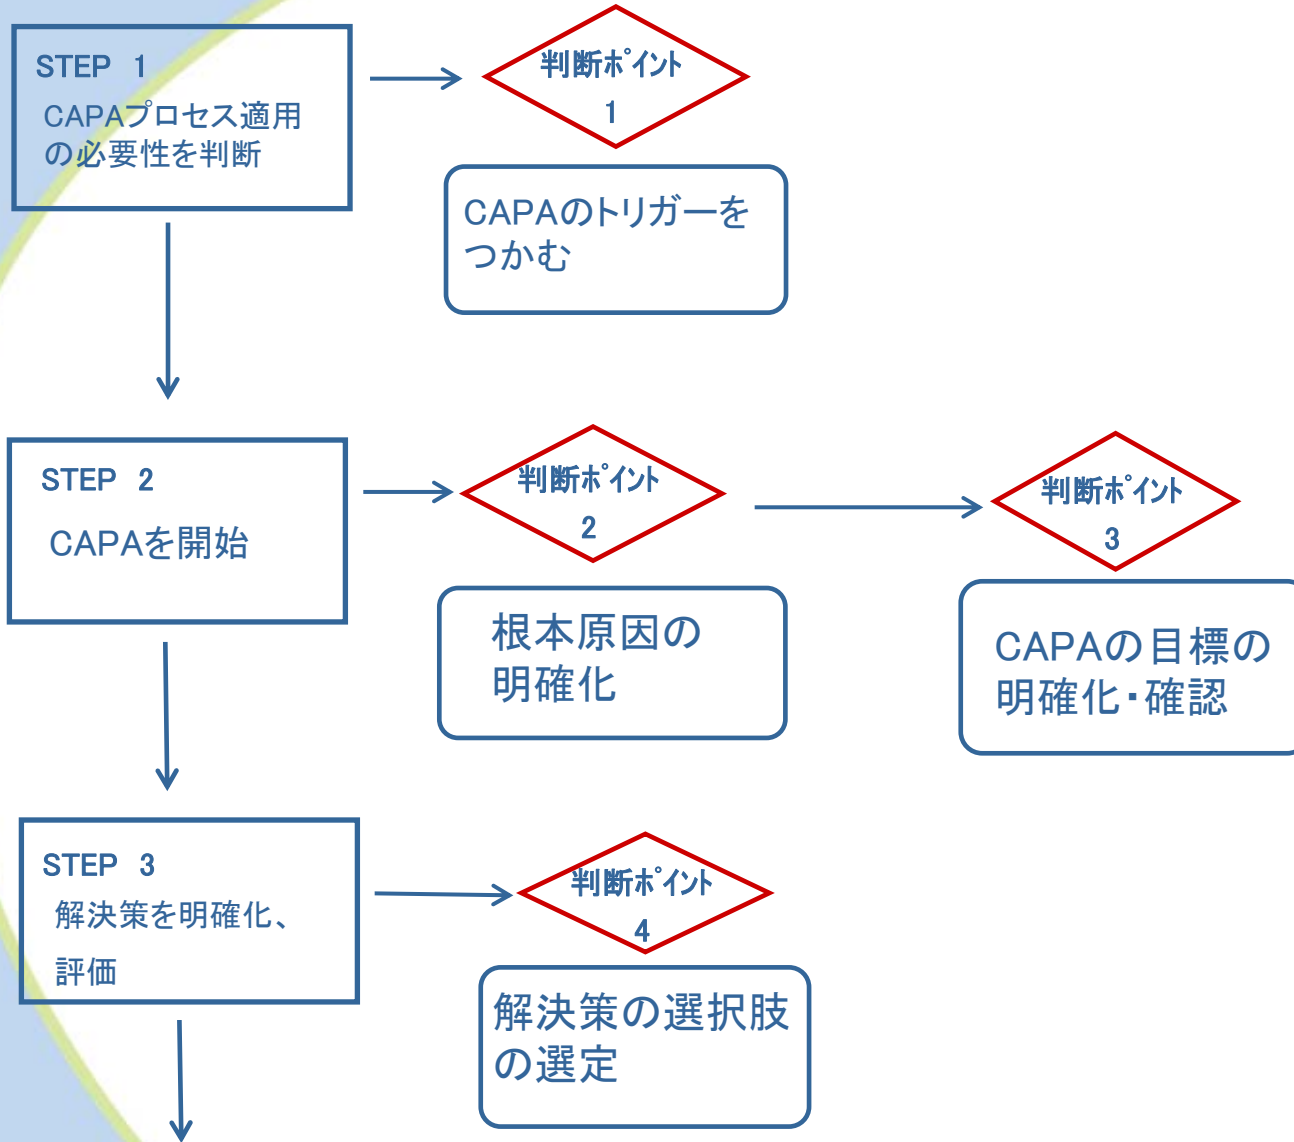 STEP 1
CAPAプロセス適用
の必要性を判断
判断ﾎﾟｲﾝﾄ
1
CAPAのトリガーを
つかむ
STEP 2
CAPAを開始
判断ﾎﾟｲﾝﾄ
2
根本原因の
明確化
判断ﾎﾟｲﾝﾄ
3
CAPAの目標の
明確化・確認
STEP 3
解決策を明確化、
評価
判断ﾎﾟｲﾝﾄ
4
解決策の選択肢
の選定